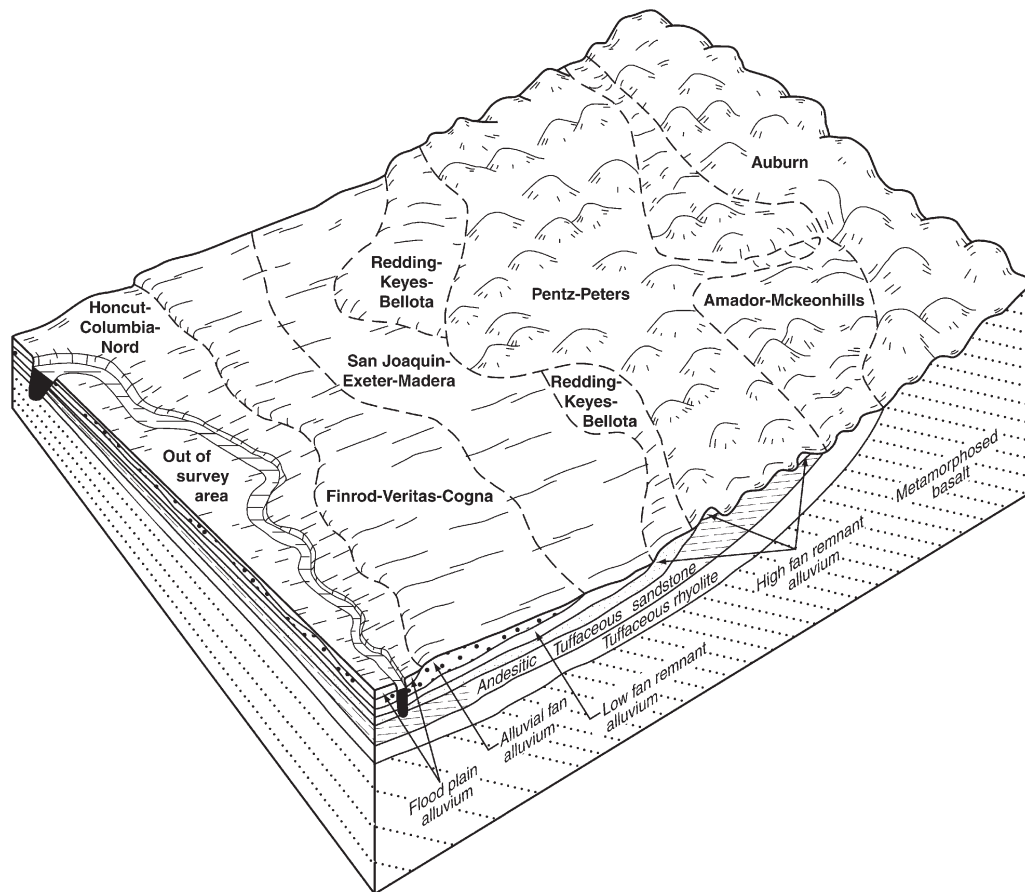 Auburn
Redding-
Keyes-
Bellota
Pentz-Peters
Amador-Mckeonhills
Honcut-
Columbia-
Nord
San Joaquin-
Exeter-Madera
Redding-
Keyes-
Bellota
Out of
survey
area
Finrod-Veritas-Cogna
Metamorphosed
basalt
High fan remnant
alluvium
Andesitic Tuffaceous sandstone
Tuffaceous rhyolite
Low fan remnant
alluvium
Alluvial fan
alluvium
Flood plain
alluvium